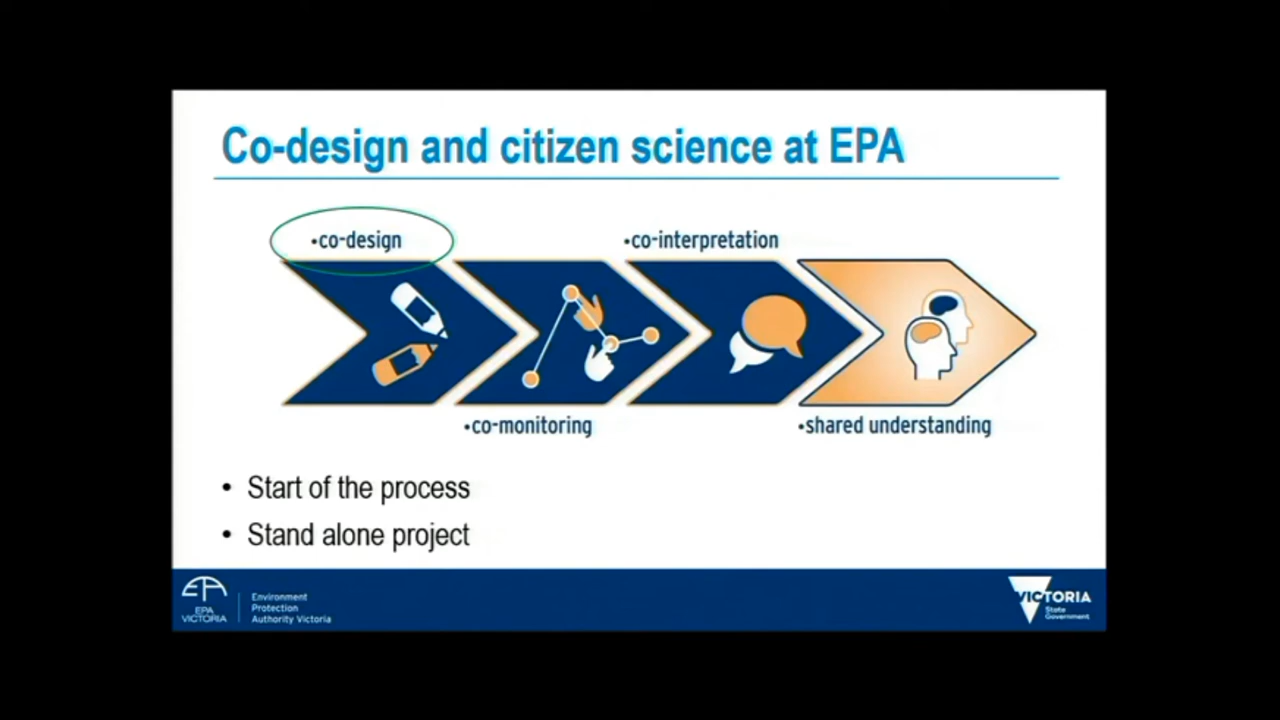 Co-design and citizen science at EPA
•co-design
•co-interpretation
•co-monitoring
•shared understanding
• Start of the process
• Stand alone project
EPA
EPA
VICTORIA
Environment
Protection
Authority Victoria
VICTORIA
State
Government